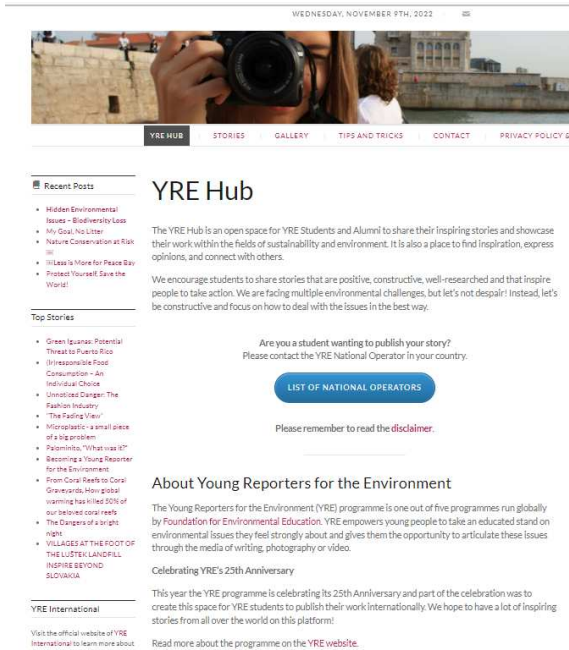 WEDNESDAY, NOVEMBER 9TH, 2022
YRE HUB
STORIES
GALLERY
TIPS AND TRICKS
CONTACT
PRIVACY POLICY &
Recent Posts
Hidden Environmental
Issues – Biodiversity Loss
My Goal, No Litter
Nature Conservation at Risk
Less is More for Peace Bay
Protect Yourself, Save the
World!
Top Stories
Green Iguanas: Potential
Threat to Puerto Rico
(Ir)responsible Food
Consumption – An
Individual Choice
Unnoticed Danger: The
Fashion Industry
"The Fading View"
Microplastic - a small piece
of a big problem
Palomino, "What was it?"
Becoming a Young Reporter
for the Environment
From Coral Reefs to Coral
Graveyards, How global
warming has killed 50% of
our beloved coral reefs
The Dangers of a bright
night
VILLAGES AT THE FOOT OF
THE LUŠTEK LANDFILL
INSPIRE BEYOND
SLOVAKIA
YRE International
Visit the official website of YRE
International to learn more about
YRE Hub
The YRE Hub is an open space for YRE Students and Alumni to share their inspiring stories and showcase
their work within the fields of sustainability and environment. It is also a place to find inspiration, express
opinions, and connect with others.
We encourage students to share stories that are positive, constructive, well-researched and that inspire
people to take action. We are facing multiple environmental challenges, but let's not despair! Instead, let's
be constructive and focus on how to deal with the issues in the best way.
Are you a student wanting to publish your story?
Please contact the YRE National Operator in your country.
LIST OF NATIONAL OPERATORS
Please remember to read the disclaimer.
About Young Reporters for the Environment
The Young Reporters for the Environment (YRE) programme is one out of five programmes run globally
by Foundation for Environmental Education. YRE empowers young people to take an educated stand on
environmental issues they feel strongly about and gives them the opportunity to articulate these issues
through the media of writing, photography or video.
Celebrating YRE's 25th Anniversary
This year the YRE programme is celebrating its 25th Anniversary and part of the celebration was to
create this space for YRE students to publish their work internationally. We hope to have a lot of inspiring
stories from all over the world on this platform!
Read more about the programme on the YRE website.